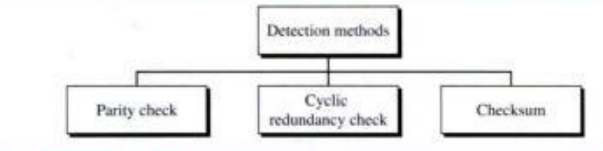 Detection methods
Parity check
Cyclic
redundancy check
Checksum